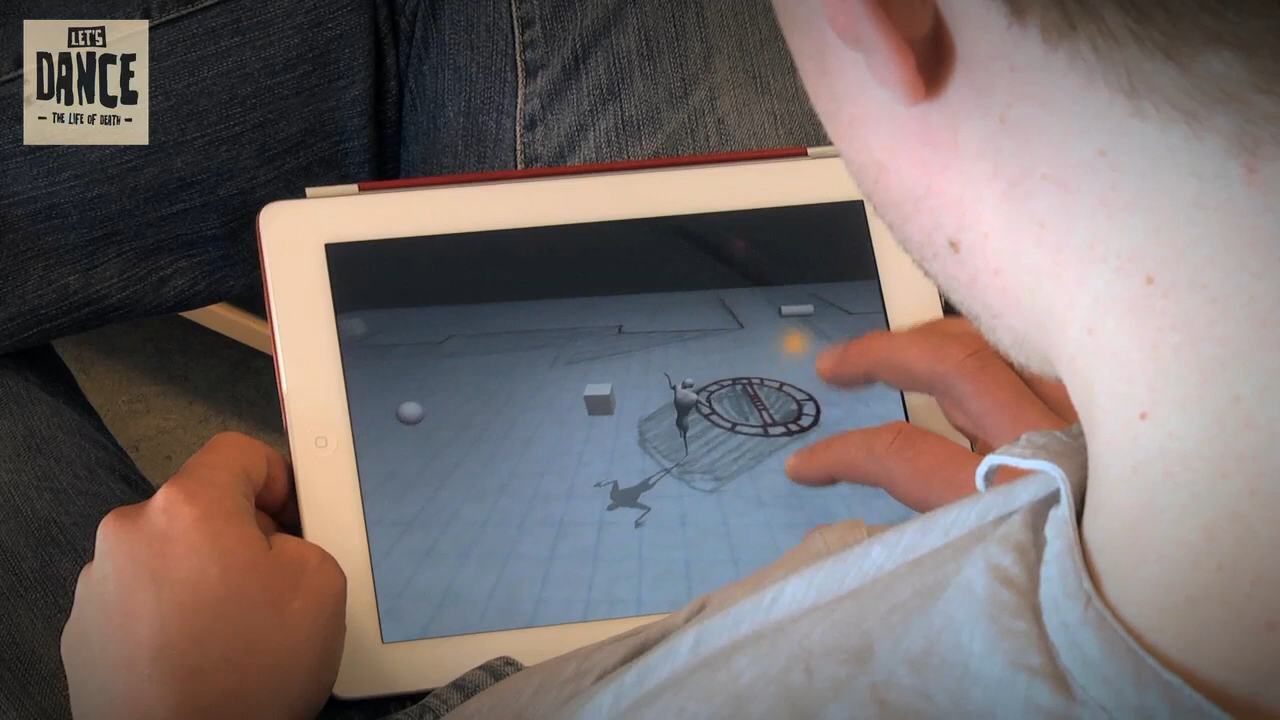 LET'S
DANCE
- THE LIFE OF DEATH -